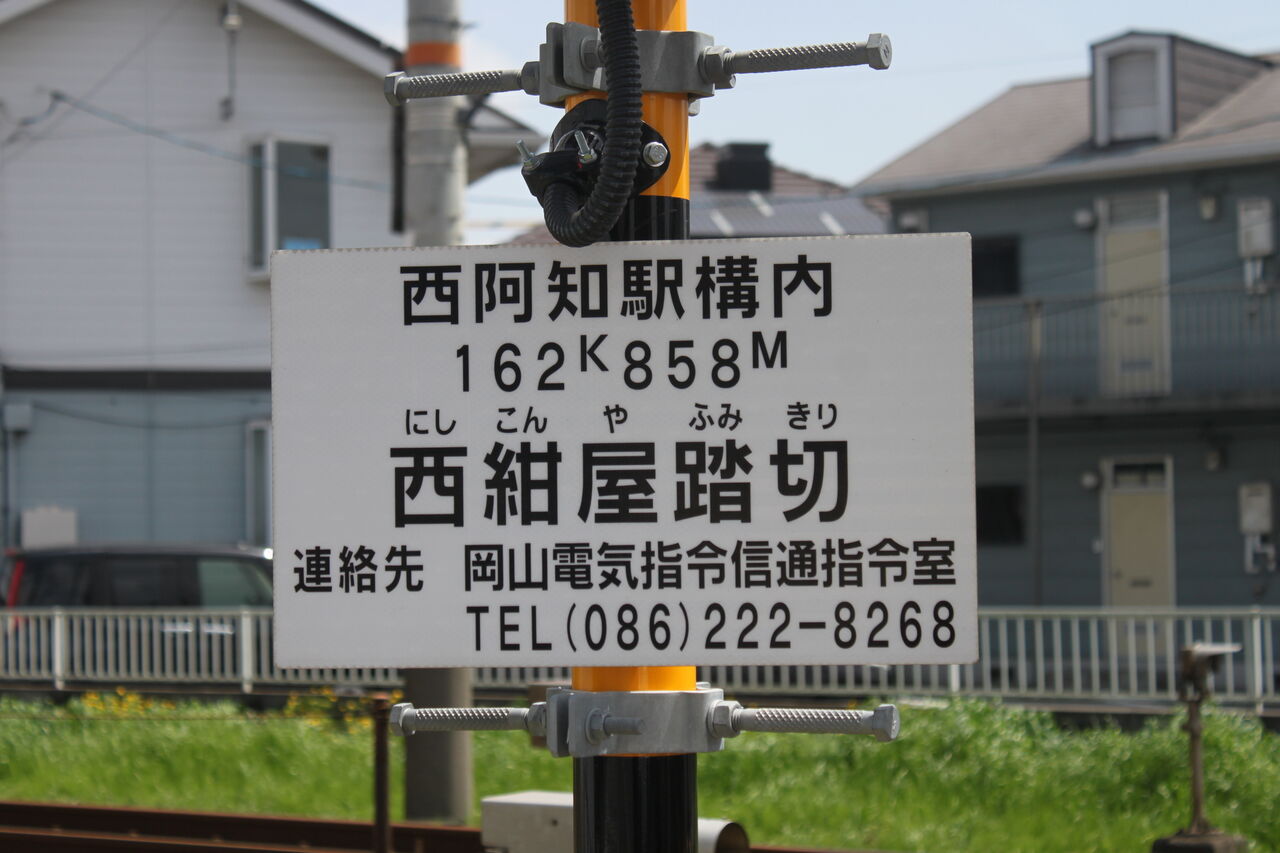 西阿知駅構内
162K858M
にし こん や ふみ きり
西紺屋踏切
連絡先 岡山電気指令信通指令室
TEL(086)222-8268